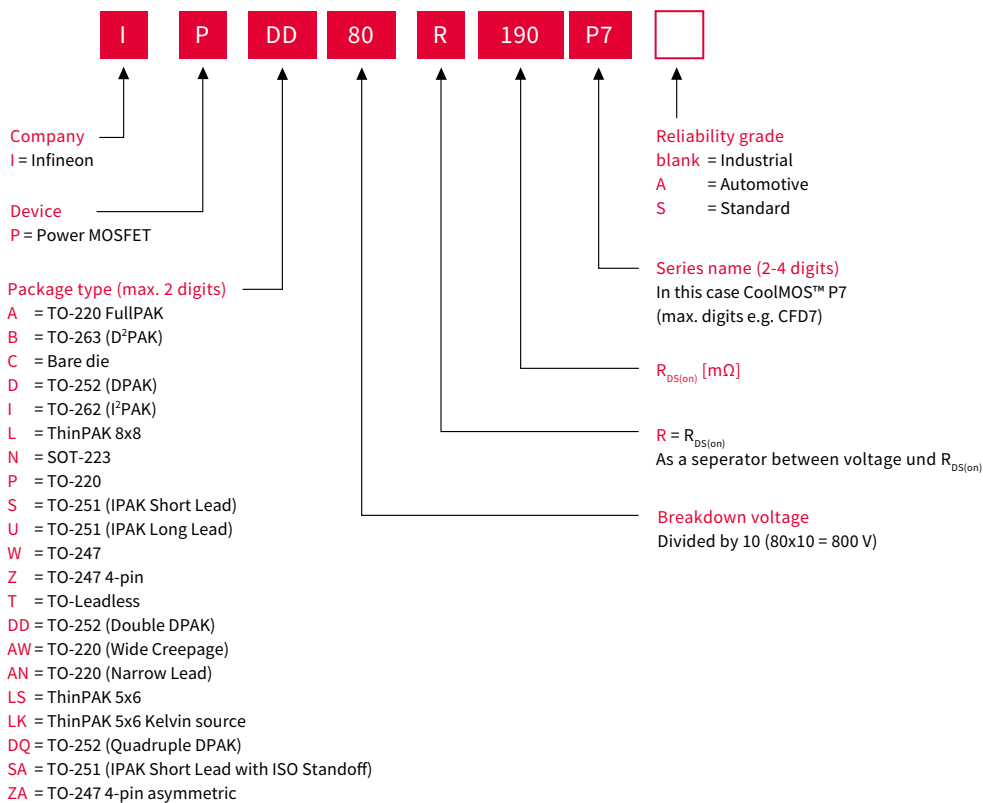 I P DD 80 R 190 P7
Company
I = Infineon
Device
P = Power MOSFET
Package type (max. 2 digits)
A = TO-220 FullPAK
B = TO-263 (D²PAK)
C = Bare die
D = TO-252 (DPAK)
I = TO-262 (I²PAK)
L = ThinPAK 8x8
N = SOT-223
P = TO-220
S = TO-251 (IPAK Short Lead)
U = TO-251 (IPAK Long Lead)
W = TO-247
Z = TO-247 4-pin
T = TO-Leadless
DD = TO-252 (Double DPAK)
AW = TO-220 (Wide Creepage)
AN = TO-220 (Narrow Lead)
LS = ThinPAK 5x6
LK = ThinPAK 5x6 Kelvin source
DQ = TO-252 (Quadruple DPAK)
SA = TO-251 (IPAK Short Lead with ISO Standoff)
ZA = TO-247 4-pin asymmetric
Reliability grade
blank = Industrial
A = Automotive
S = Standard
Series name (2-4 digits)
In this case CoolMOS™ P7
(max. digits e.g. CFD7)
RDS(on) [mΩ]
R = RDS(on)
As a seperator between voltage und RDS(on)
Breakdown voltage
Divided by 10 (80x10 = 800 V)